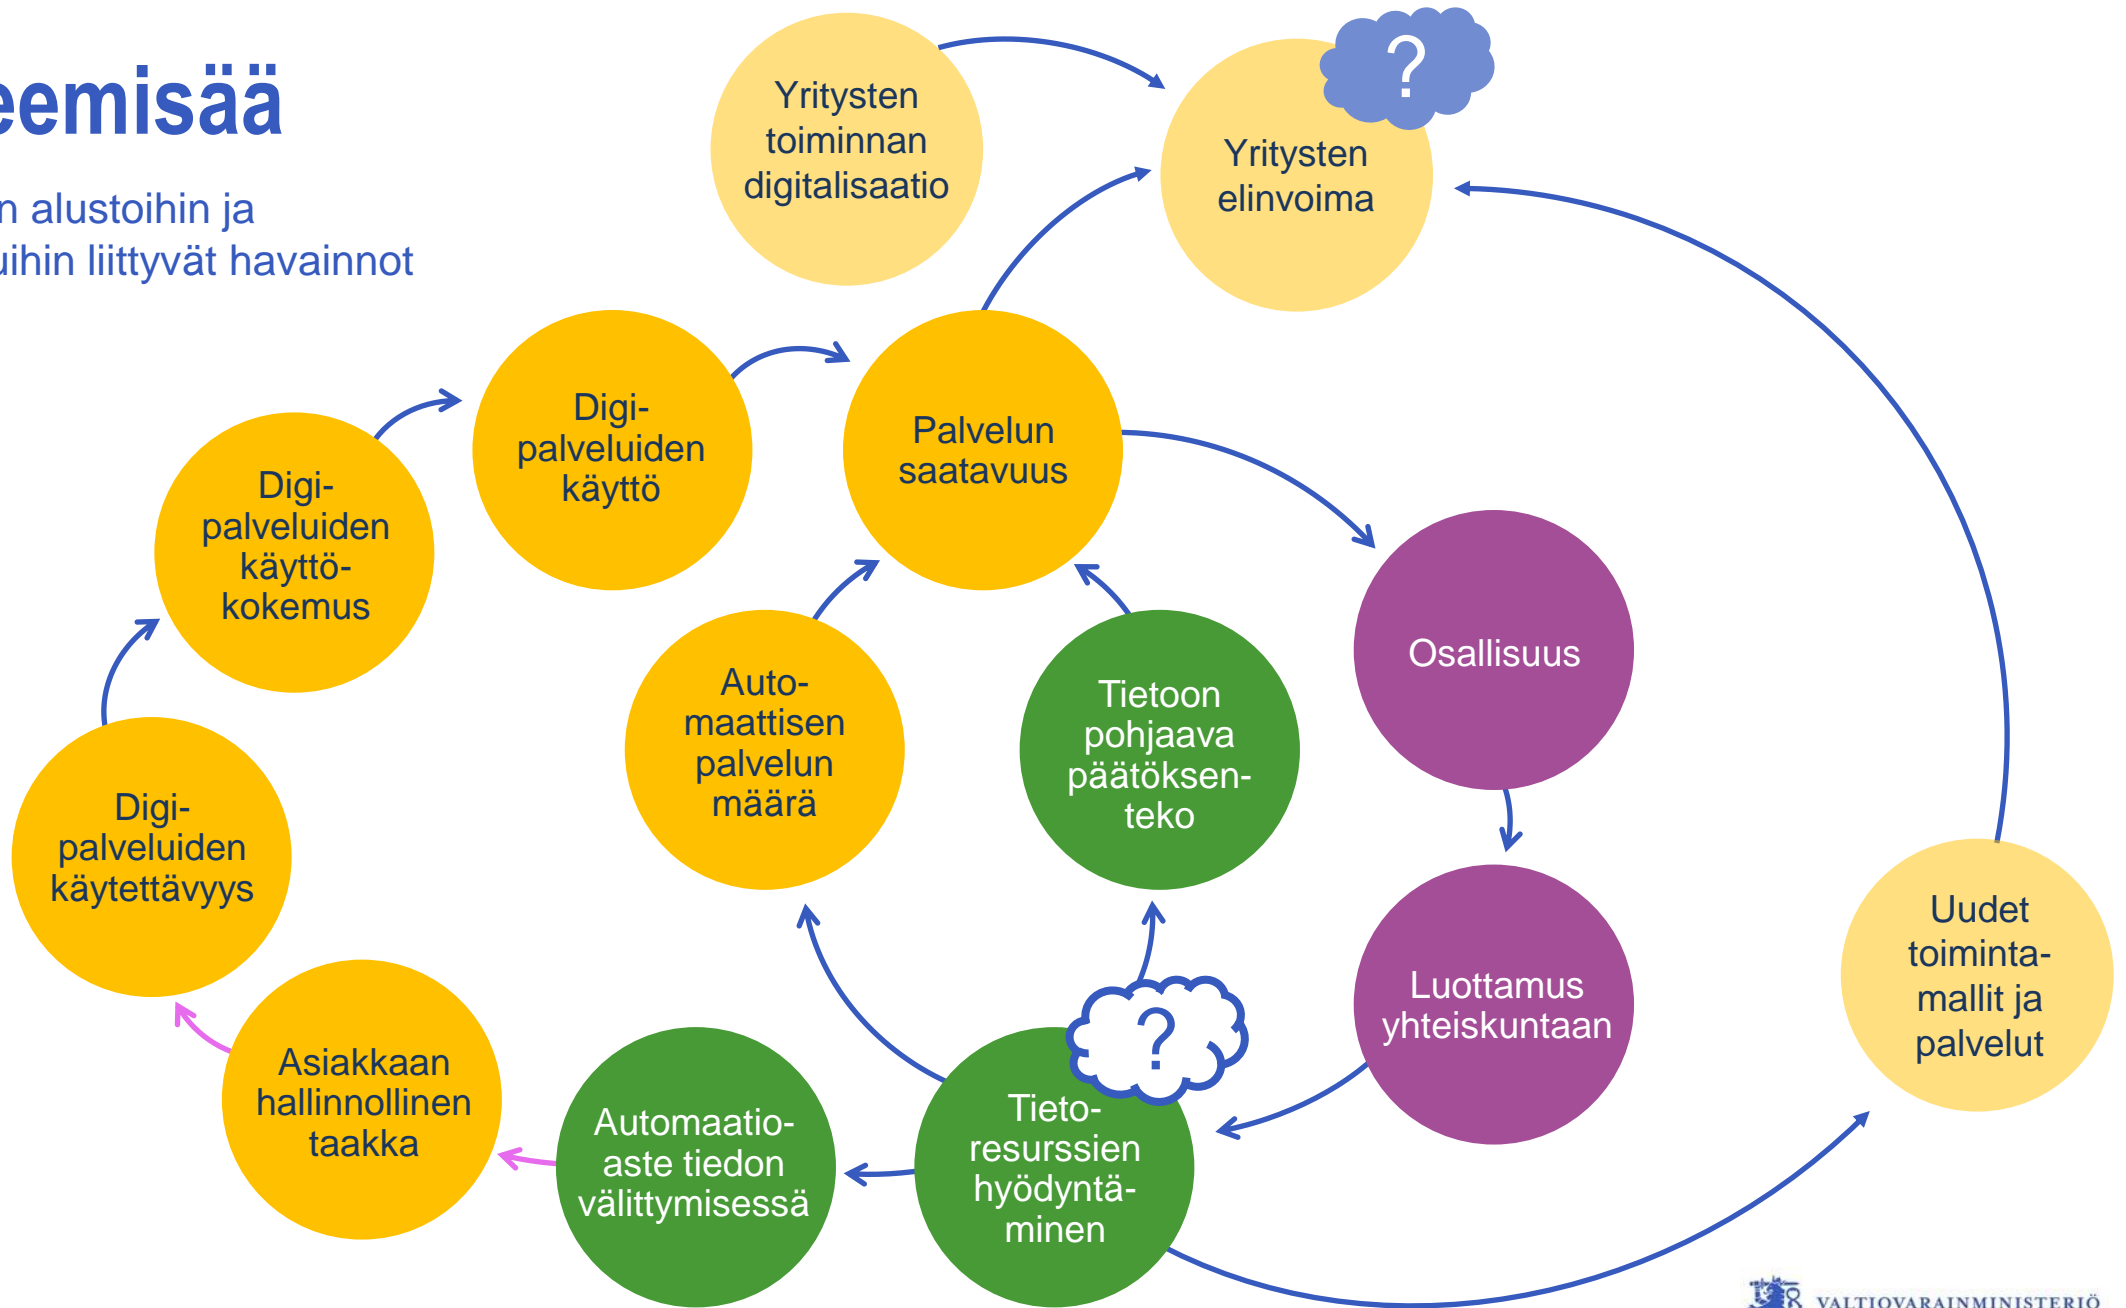 eemisää
n alustoihin ja
uihin liittyvät havainnot
Yritysten
toiminnan
digitalisaatio
?
Yritysten
elinvoima
Digi-
palveluiden
käyttö
Palvelun
saatavuus
Digi-
palveluiden
käyttö-
kokemus
Osallisuus
Auto-
maattisen
palvelun
määrä
Tietoon
pohjaava
päätöksen-
teko
Digi-
palveluiden
käytettävyys
Uudet
toiminta-
mallit ja
palvelut
Luottamus
yhteiskuntaan
?
Asiakkaan
hallinnollinen
taakka
Automaatio-
aste tiedon
välittymisessä
Tieto-
resurssien
hyödyntä-
minen
VALTIOVARAINMINISTERIÖ